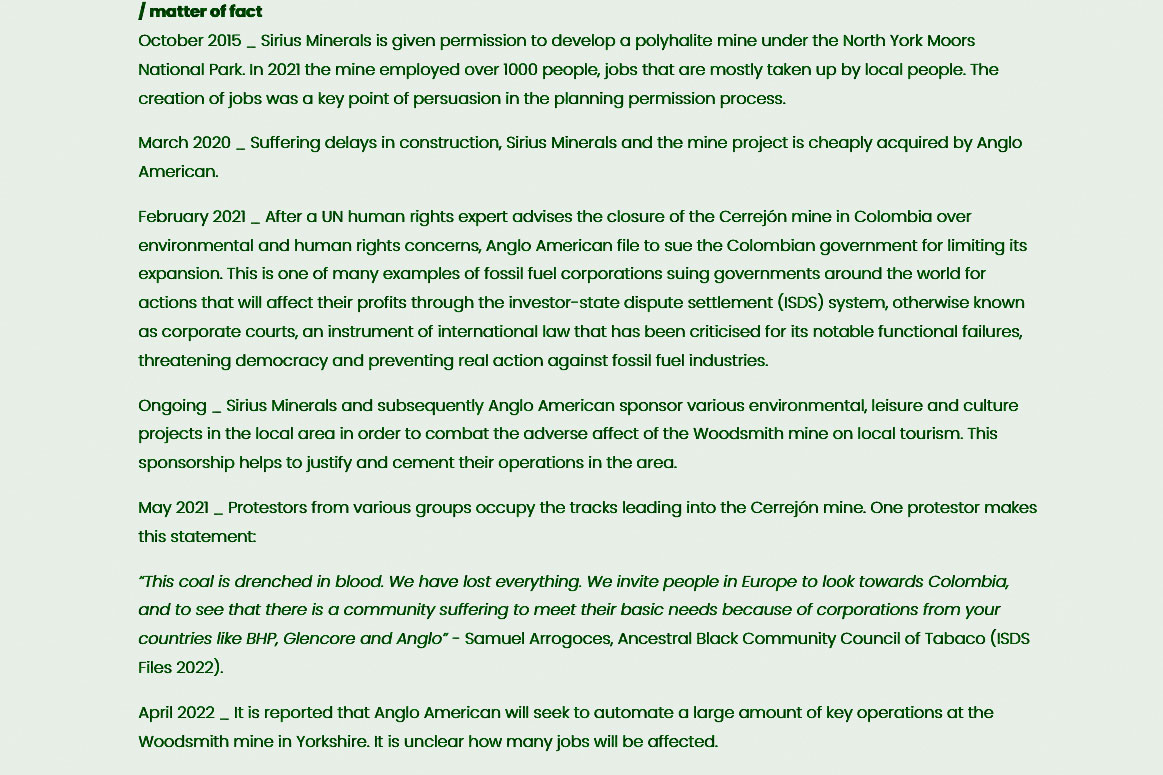 / matter of fact
October 2015 _ Sirius Minerals is given permission to develop a polyhalite mine under the North York Moors
National Park. In 2021 the mine employed over 1000 people, jobs that are mostly taken up by local people. The
creation of jobs was a key point of persuasion in the planning permission process.
March 2020 _ Suffering delays in construction, Sirius Minerals and the mine project is cheaply acquired by Anglo
American.
February 2021 _ After a UN human rights expert advises the closure of the Cerrejón mine in Colombia over
environmental and human rights concerns, Anglo American file to sue the Colombian government for limiting its
expansion. This is one of many examples of fossil fuel corporations suing governments around the world for
actions that will affect their profits through the investor-state dispute settlement (ISDS) system, otherwise known
as corporate courts, an instrument of international law that has been criticised for its notable functional failures,
threatening democracy and preventing real action against fossil fuel industries.
Ongoing _ Sirius Minerals and subsequently Anglo American sponsor various environmental, leisure and culture
projects in the local area in order to combat the adverse affect of the Woodsmith mine on local tourism. This
sponsorship helps to justify and cement their operations in the area.
May 2021 _ Protestors from various groups occupy the tracks leading into the Cerrejón mine. One protestor makes
this statement:
“This coal is drenched in blood. We have lost everything. We invite people in Europe to look towards Colombia,
and to see that there is a community suffering to meet their basic needs because of corporations from your
countries like BHP, Glencore and Anglo” - Samuel Arrogoces, Ancestral Black Community Council of Tabaco (ISDS
Files 2022).
April 2022 _ It is reported that Anglo American will seek to automate a large amount of key operations at the
Woodsmith mine in Yorkshire. It is unclear how many jobs will be affected.